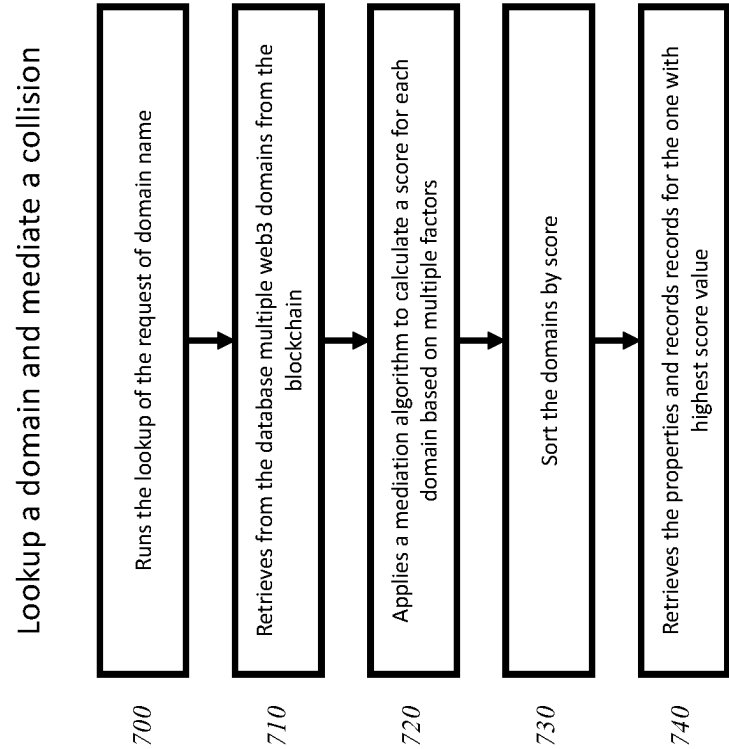 Lookup a domain and mediate a collision
700
Runs the lookup of the request of domain name
710
Retrieves from the database multiple web3 domains from the
blockchain
720
Applies a mediation algorithm to calculate a score for each
domain based on multiple factors
730
Sort the domains by score
740
Retrieves the properties and records records for the one with
highest score value